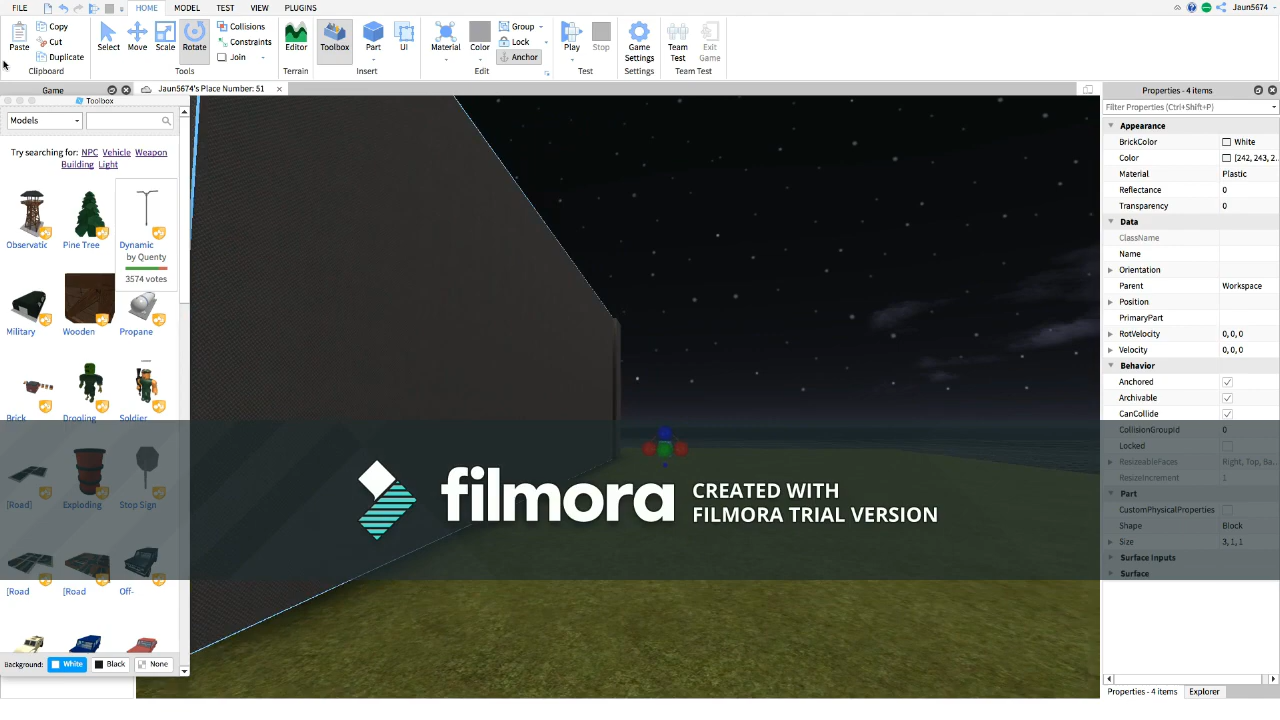 FILE HOME MODEL TEST VIEW PLUGINS Jaun5674
Paste Copy Cut Duplicate Select Move Scale Rotate Collisions Constraints Join Editor Toolbox Part UI Material Color Group Lock Anchor Play Stop Game Settings Team Test Exit Game
Clipboard Tools Terrain Insert Edit Test Settings Team Test
Game Jaun5674's Place Number: 51 Properties - 4 items
Toolbox
Models
Try searching for: NPC Vehicle Weapon
Building Light
Observatic Pine Tree Dynamic
by Quenty
3574 votes
Military Wooden Propane
Brick Drooling Soldier
[Road] Exploding Stop Sign
[Road [Road Off-
Background: White Black None
filmora
CREATED WITH
FILMORA TRIAL VERSION
Filter Properties (Ctrl+Shift+P)
Appearance
BrickColor White
Color [242, 243, 2...
Material Plastic
Reflectance 0
Transparency 0
Data
ClassName
Name
Orientation
Parent Workspace
Position
PrimaryPart
RotVelocity 0, 0, 0
Velocity 0, 0, 0
Behavior
Anchored
Archivable
CanCollide
CollisionGroupId 0
Locked
ResizeableFaces Right, Top, Ba...
ResizeIncrement 1
Part
CustomPhysicalProperties
Shape Block
Size 3, 1, 1
Surface Inputs
Surface
Properties - 4 items Explorer